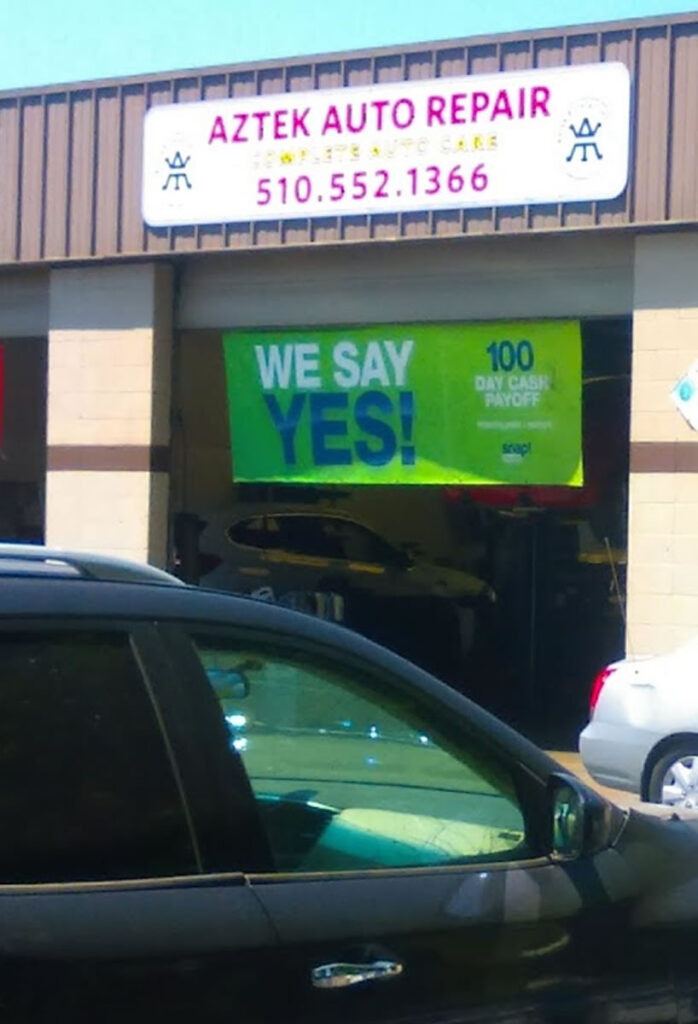 AZTEK AUTO REPAIR
COMPLETE AUTO CARE
510.552.1366
WE SAY
YES!
100
DAY CASH
PAYOFF
snap!